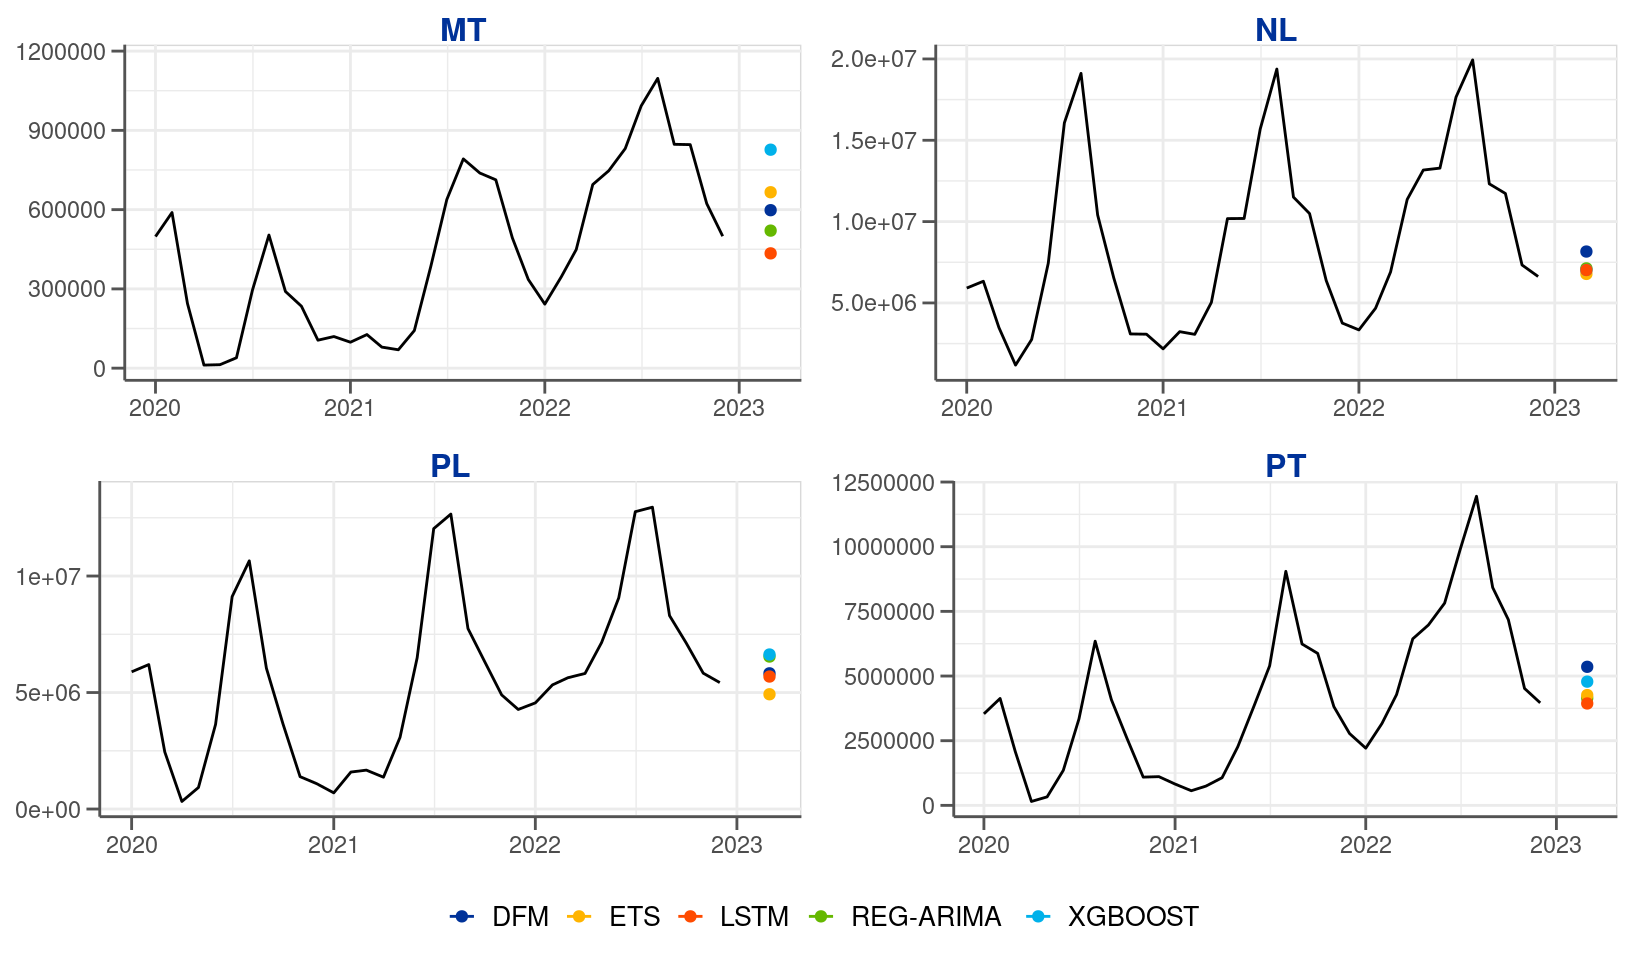 MT
1200000
900000
600000
300000
0
2020 2021 2022 2023
NL
2.0e+07
1.5e+07
1.0e+07
5.0e+06
2020 2021 2022 2023
PL
1e+07
5e+06
0e+00
2020 2021 2022 2023
PT
12500000
10000000
7500000
5000000
2500000
0
2020 2021 2022 2023
DFM ETS LSTM REG-ARIMA XGBOOST